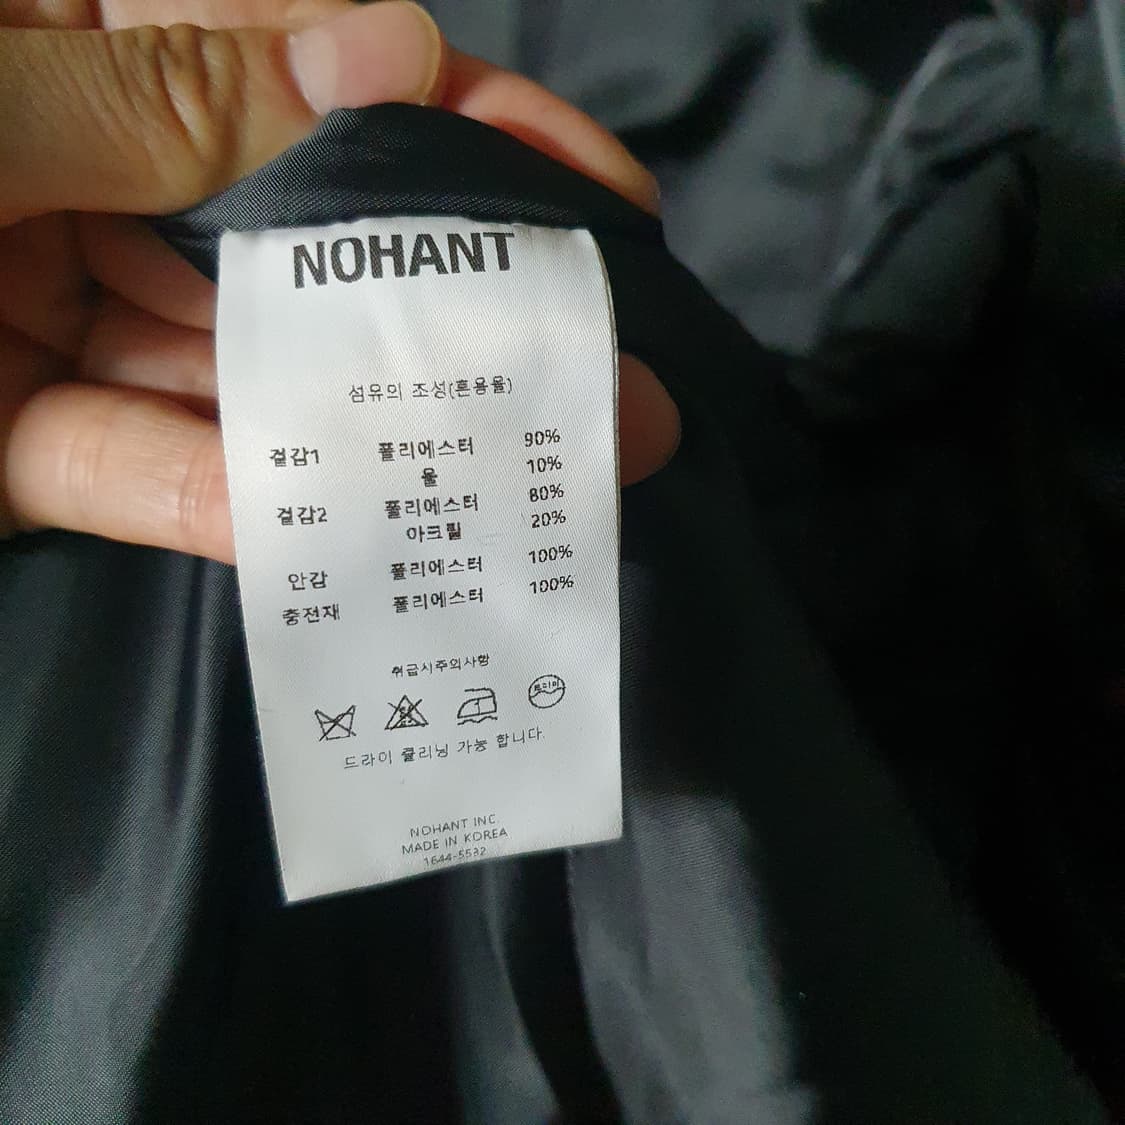 NOHANT
섬유의 조성(혼용율)
겉감1 폴리에스터 90%
울 10%
겉감2 폴리에스터 80%
아크릴 20%
안감 폴리에스터 100%
충전재 폴리에스터 100%
취급시주의사항
드라이 클리닝 가능 합니다.
NOHANT INC.
MADE IN KOREA
1644-5532